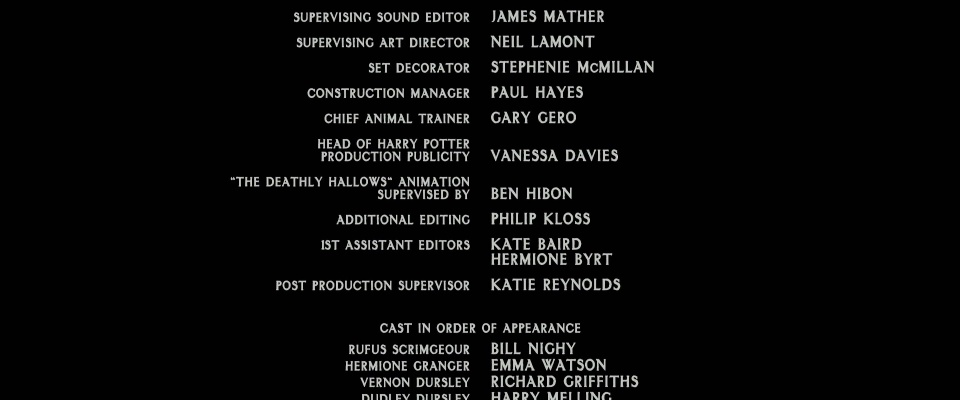 SUPERVISING SOUND EDITOR JAMES MATHER
SUPERVISING ART DIRECTOR NEIL LAMONT
SET DECORATOR STEPHENIE McMILLAN
CONSTRUCTION MANAGER PAUL HAYES
CHIEF ANIMAL TRAINER GARY GERO
HEAD OF HARRY POTTER
PRODUCTION PUBLICITY VANESSA DAVIES
"THE DEATHLY HALLOWS" ANIMATION
SUPERVISED BY BEN HIBON
ADDITIONAL EDITING PHILIP KLOSS
1ST ASSISTANT EDITORS KATE BAIRD
HERMIONE BYRT
POST PRODUCTION SUPERVISOR KATIE REYNOLDS
CAST IN ORDER OF APPEARANCE
RUFUS SCRIMGEOUR BILL NIGHY
HERMIONE GRANGER EMMA WATSON
VERNON DURSLEY RICHARD GRIFFITHS
DUDLEY DURSLEY HARRY MELLING